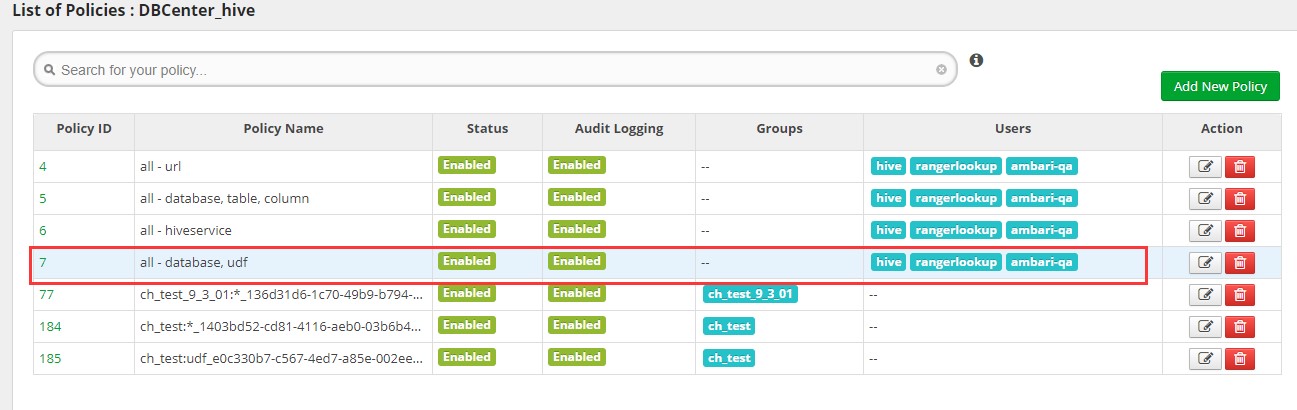 List of Policies : DBCenter_hive
Search for your policy...
Add New Policy
Policy ID Policy Name Status Audit Logging Groups Users Action
4 all - url Enabled Enabled -- hive rangerlookup ambari-qa
5 all - database, table, column Enabled Enabled -- hive rangerlookup ambari-qa
6 all - hiveservice Enabled Enabled -- hive rangerlookup ambari-qa
7 all - database, udf Enabled Enabled -- hive rangerlookup ambari-qa
77 ch_test_9_3_01:*_136d31d6-1c70-49b9-b794-... Enabled Enabled ch_test_9_3_01 --
184 ch_test:*_1403bd52-cd81-4116-aeb0-03b6b4... Enabled Enabled ch_test --
185 ch_test:udf_e0c330b7-c567-4ed7-a85e-002ee... Enabled Enabled ch_test --